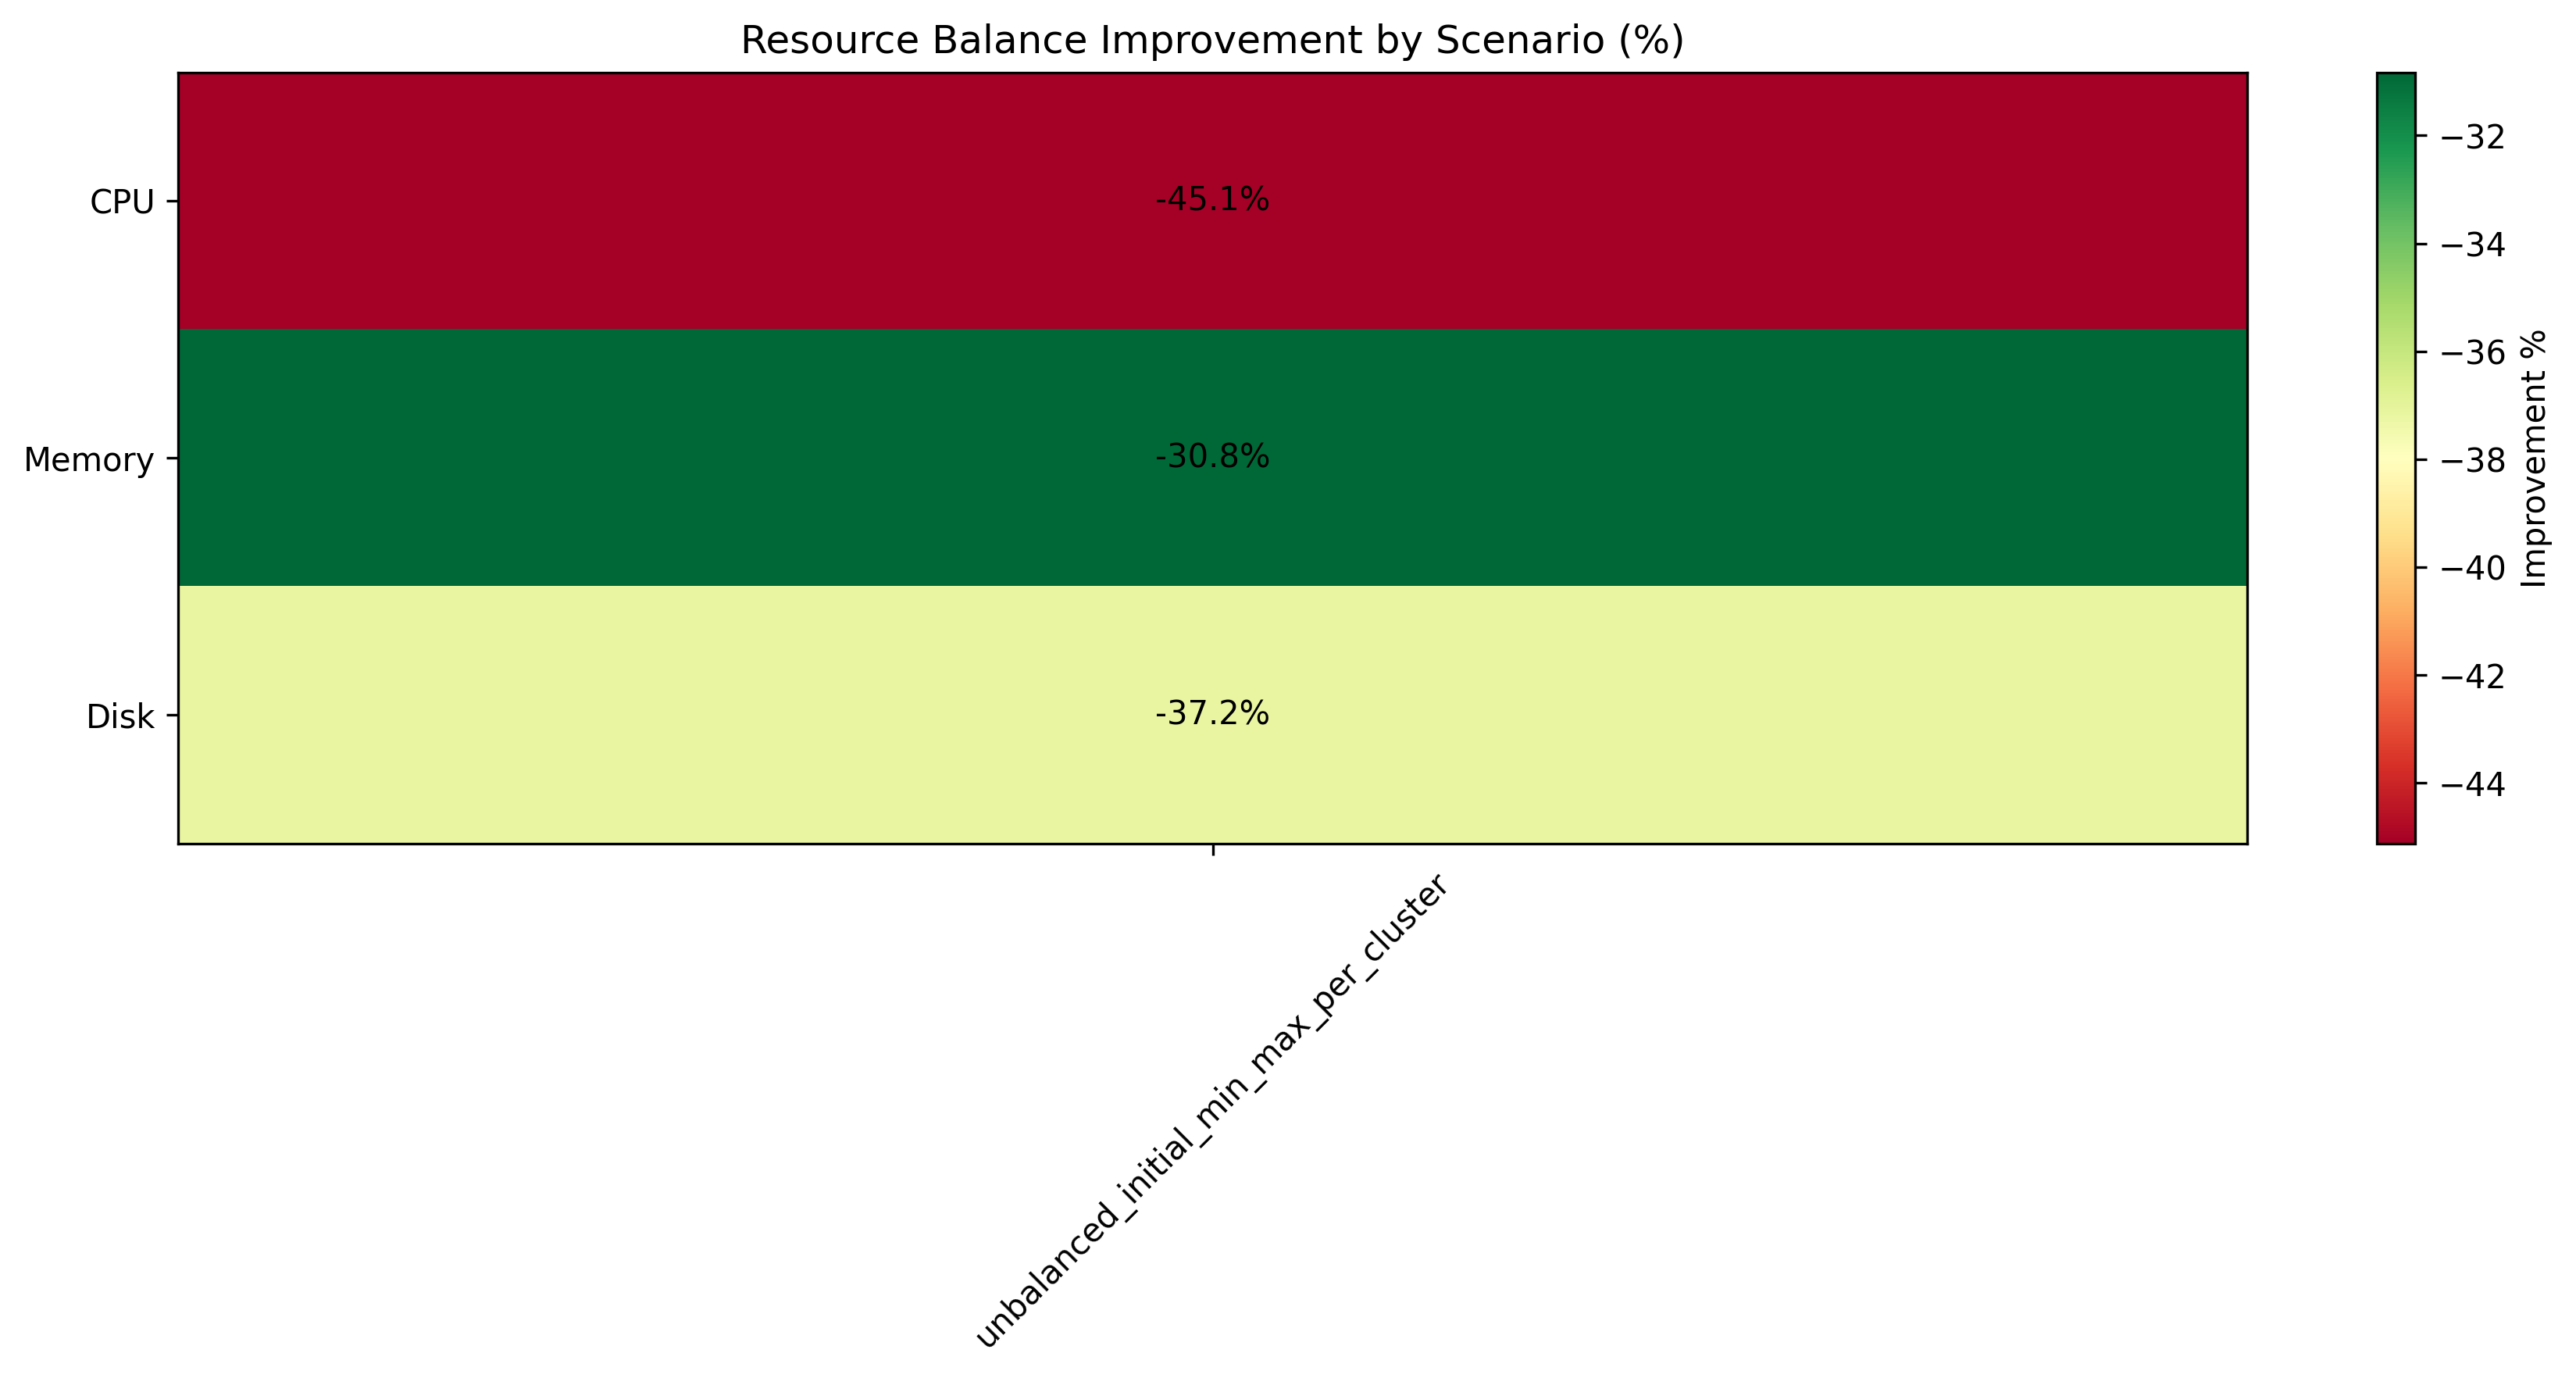 Resource Balance Improvement by Scenario (%)
CPU
-45.1%
Memory
-30.8%
Disk
-37.2%
unbalanced_initial_min_max_per_cluster
−32
−34
−36
−38
−40
−42
−44
Improvement %